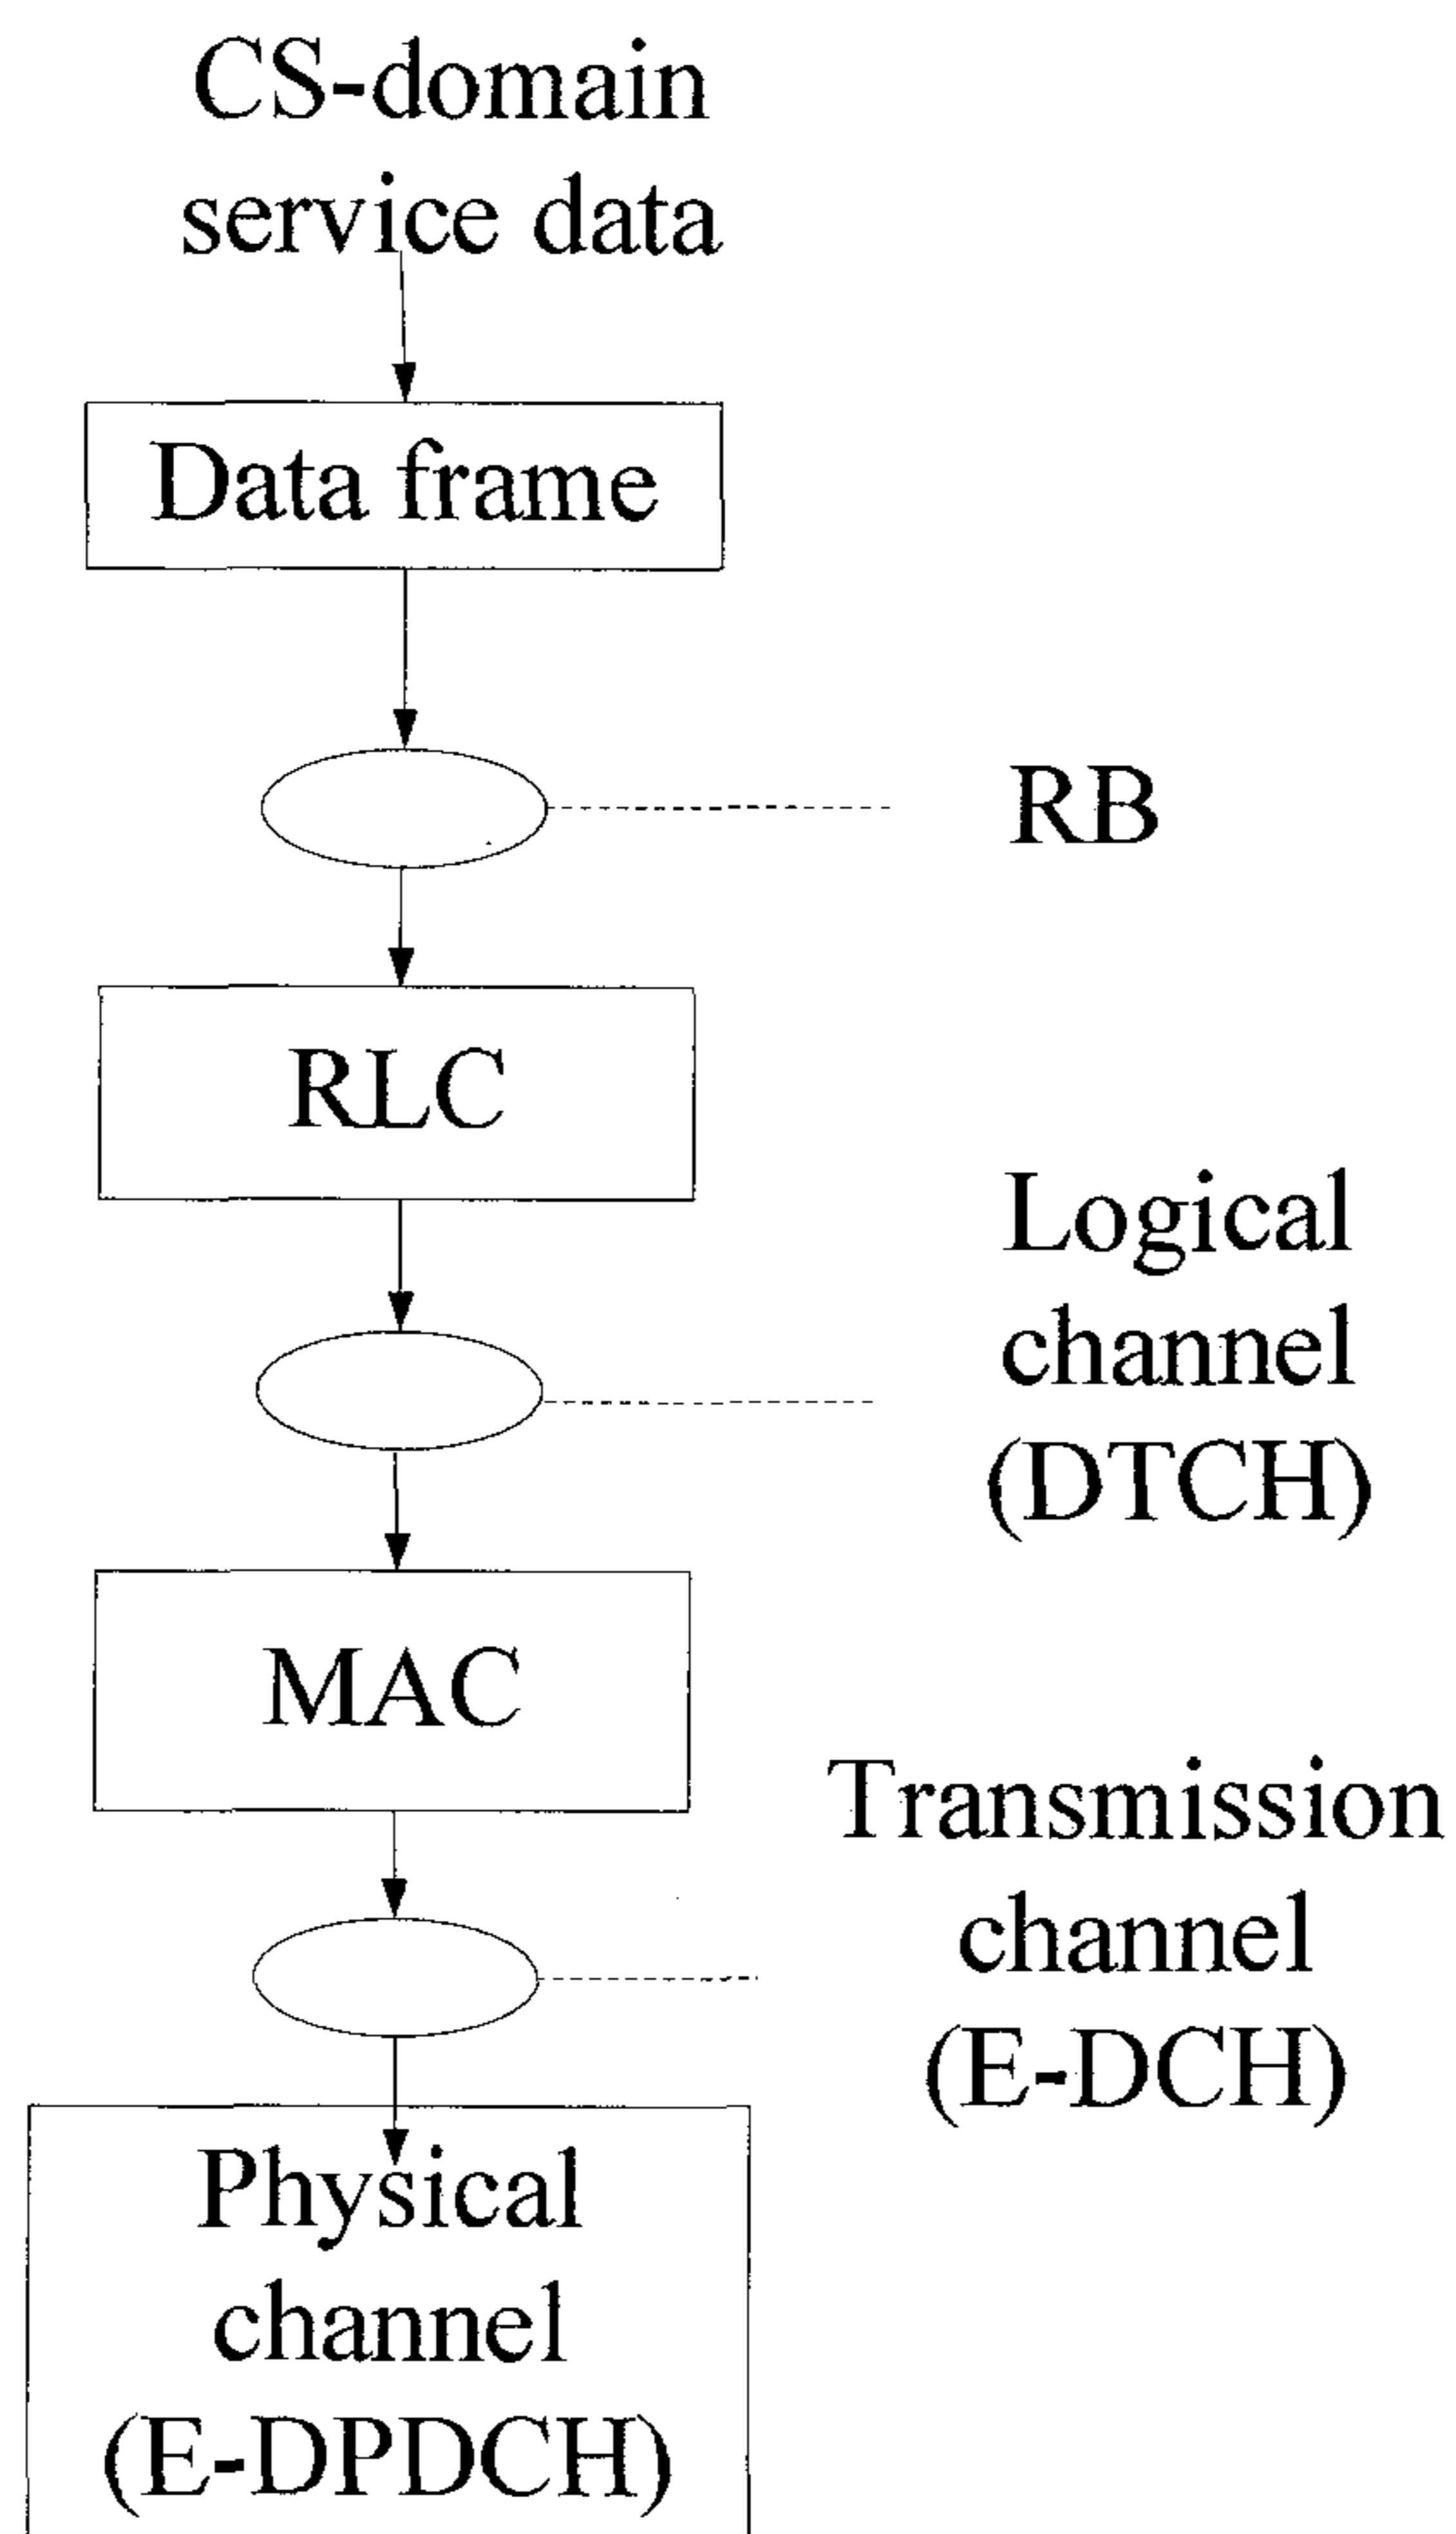 CS-domain
service data
Data frame
RB
RLC
Logical
channel
(DTCH)
MAC
Transmission
channel
(E-DCH)
Physical
channel
(E-DPDCH)